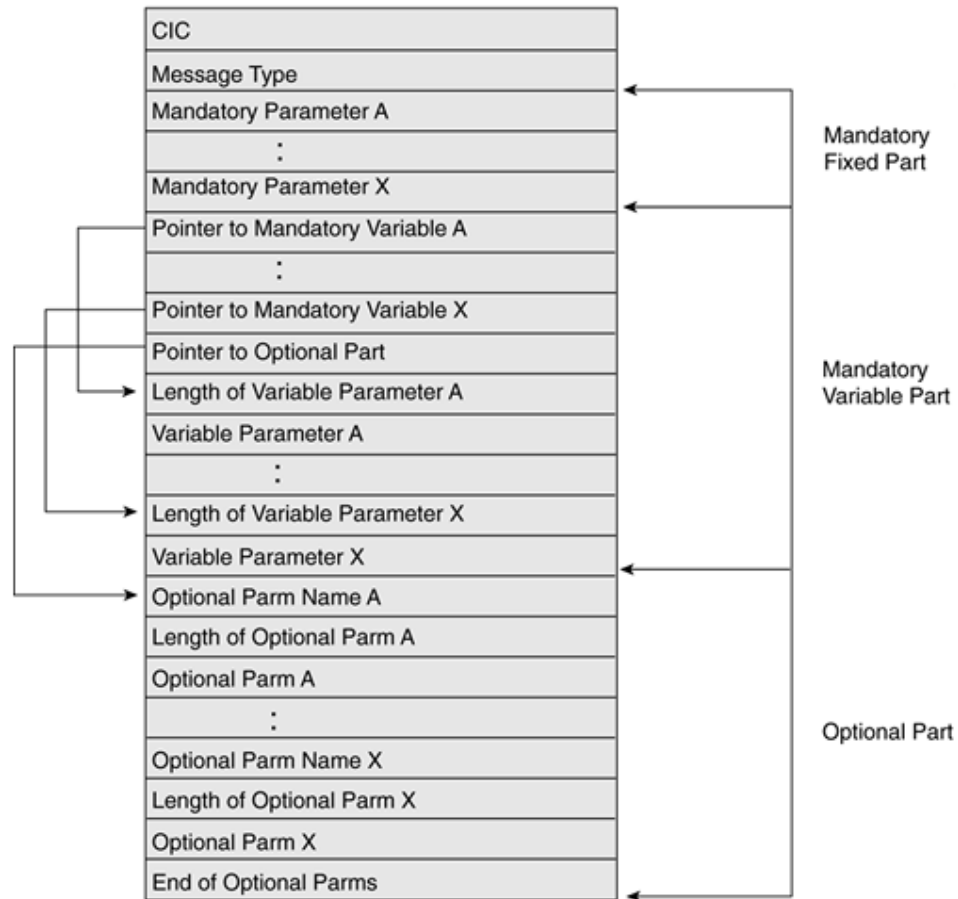 CIC
Message Type
Mandatory Parameter A
:
Mandatory Parameter X
Pointer to Mandatory Variable A
:
Pointer to Mandatory Variable X
Pointer to Optional Part
Length of Variable Parameter A
Variable Parameter A
:
Length of Variable Parameter X
Variable Parameter X
Optional Parm Name A
Length of Optional Parm A
Optional Parm A
:
Optional Parm Name X
Length of Optional Parm X
Optional Parm X
End of Optional Parms
Mandatory
Fixed Part
Mandatory
Variable Part
Optional Part